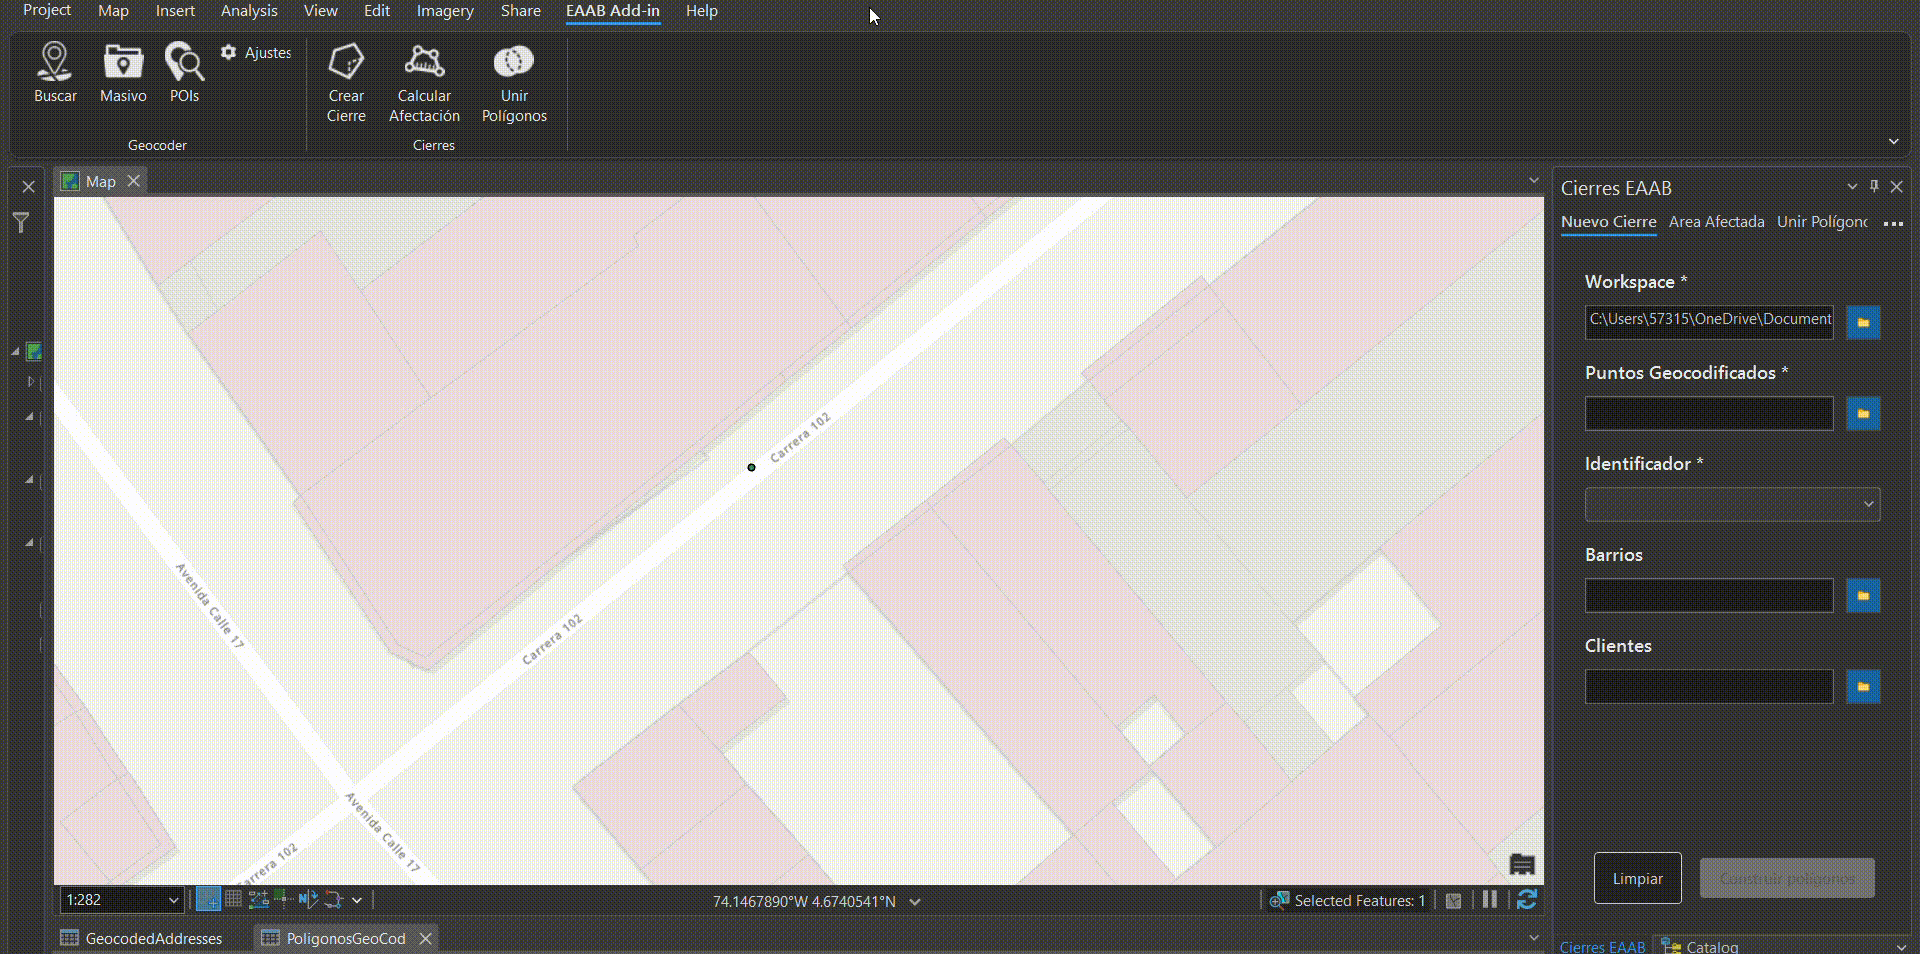 Project Map Insert Analysis View Edit Imagery Share EAAB Add-in Help
Buscar
Masivo
POIs
Ajustes
Geocoder
Crear
Cierre
Calcular
Afectación
Unir
Polígonos
Cierres
Map
Carrera 102
Carrera 102
Avenida Calle 17
Avenida Calle 17
arrera 102
1:282
74.1467890°W 4.6740541°N
Selected Features: 1
GeocodedAddresses
PoligonosGeoCod
Cierres EAAB
Nuevo Cierre Area Afectada Unir Polígono
Workspace *
C:\Users\57315\OneDrive\Document
Puntos Geocodificados *
Identificador *
Barrios
Clientes
Limpiar
Construir polígonos
Cierres EAAB
Catalog